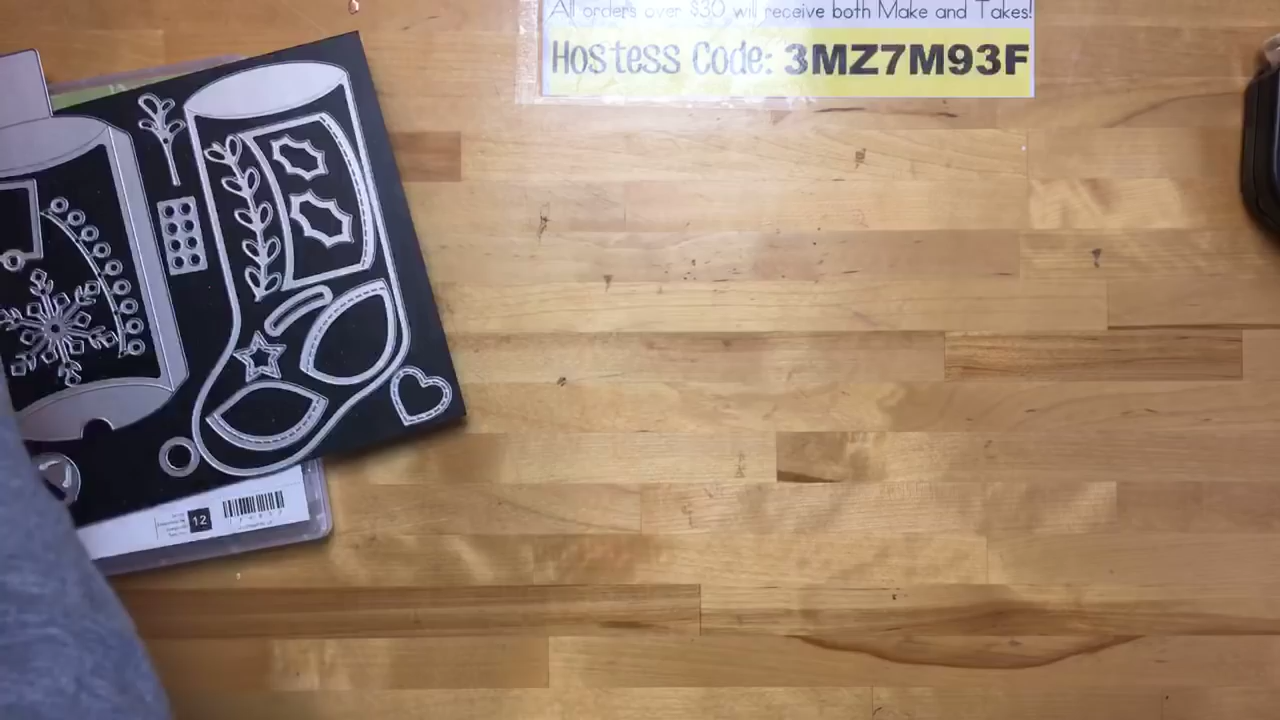 All orders over $30 will receive both Make and Takes!
Hostess Code: 3MZ7M93F
12